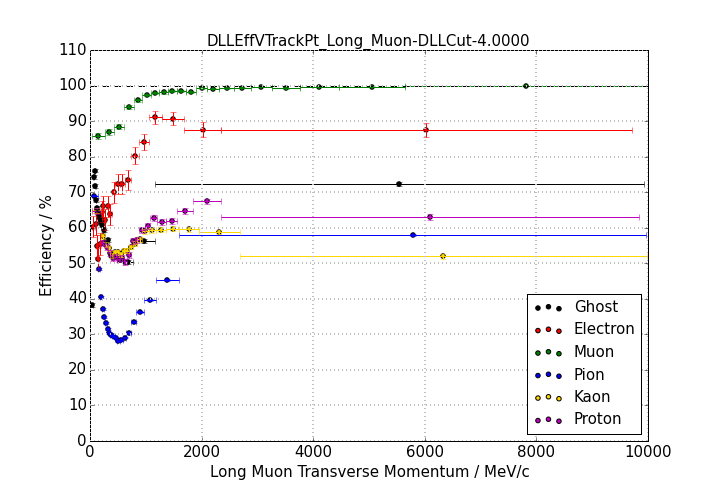 DLLEffVTrackPt_Long_Muon-DLLCut-4.0000
110
100
90
80
70
60
50
40
30
20
10
0
Efficiency / %
Ghost
Electron
Muon
Pion
Kaon
Proton
0 2000 4000 6000 8000 10000
Long Muon Transverse Momentum / MeV/c